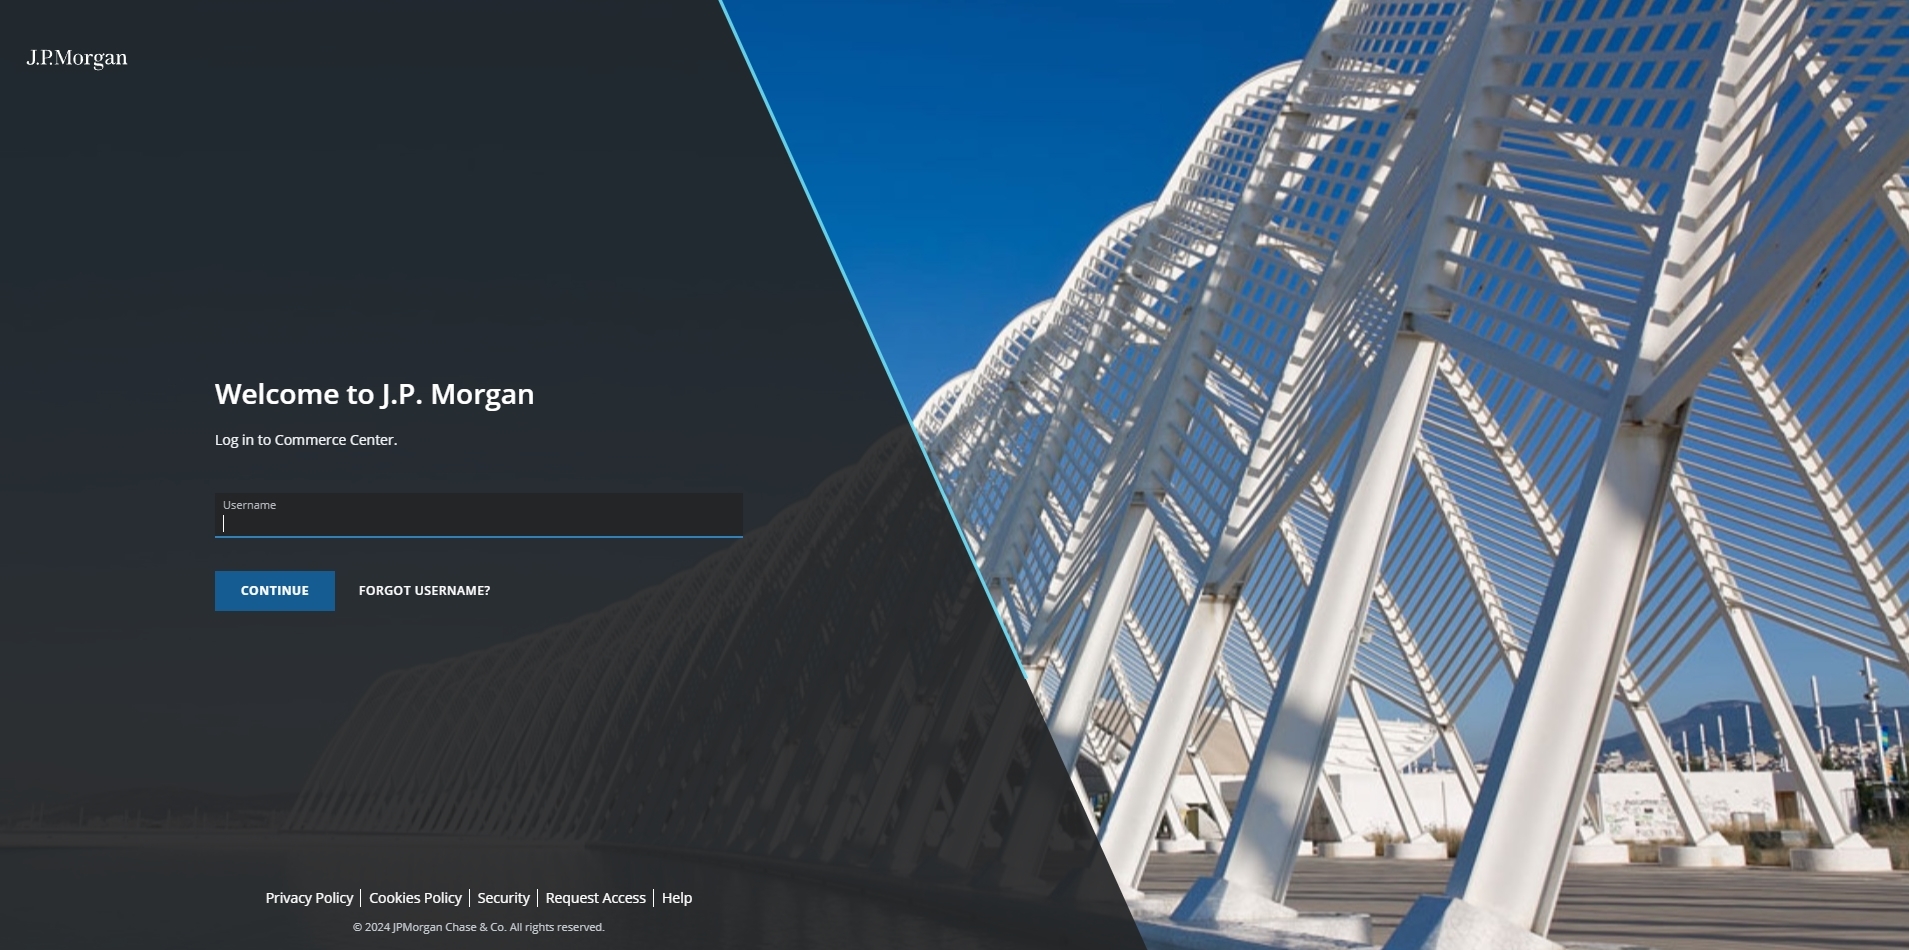 J.P.Morgan
Welcome to J.P. Morgan
Log in to Commerce Center.
Username
CONTINUE FORGOT USERNAME?
Privacy Policy | Cookies Policy | Security | Request Access | Help
© 2024 JPMorgan Chase & Co. All rights reserved.